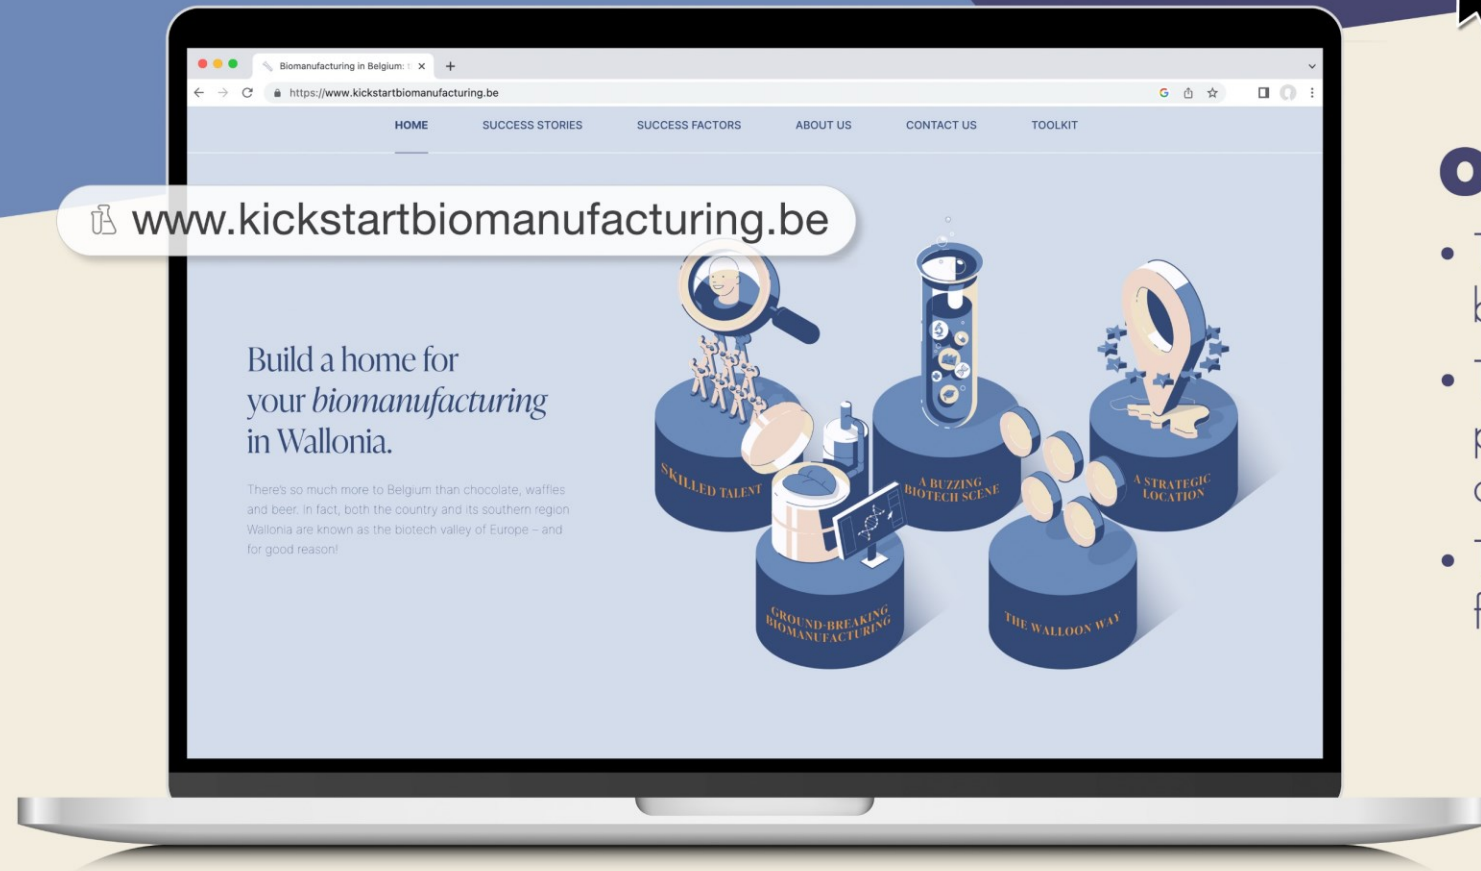 Biomanufacturing in Belgium:
https://www.kickstartbiomanufacturing.be
HOME SUCCESS STORIES SUCCESS FACTORS ABOUT US CONTACT US TOOLKIT
www.kickstartbiomanufacturing.be
Build a home for
your biomanufacturing
in Wallonia.
There's so much more to Belgium than chocolate, waffles
and beer. In fact, both the country and its southern region
Wallonia are known as the biotech valley of Europe – and
for good reason!
SKILLED TALENT
A BUZZING
BIOTECH SCENE
A STRATEGIC
LOCATION
GROUND-BREAKING
BIOMANUFACTURING
THE WALLOON WAY